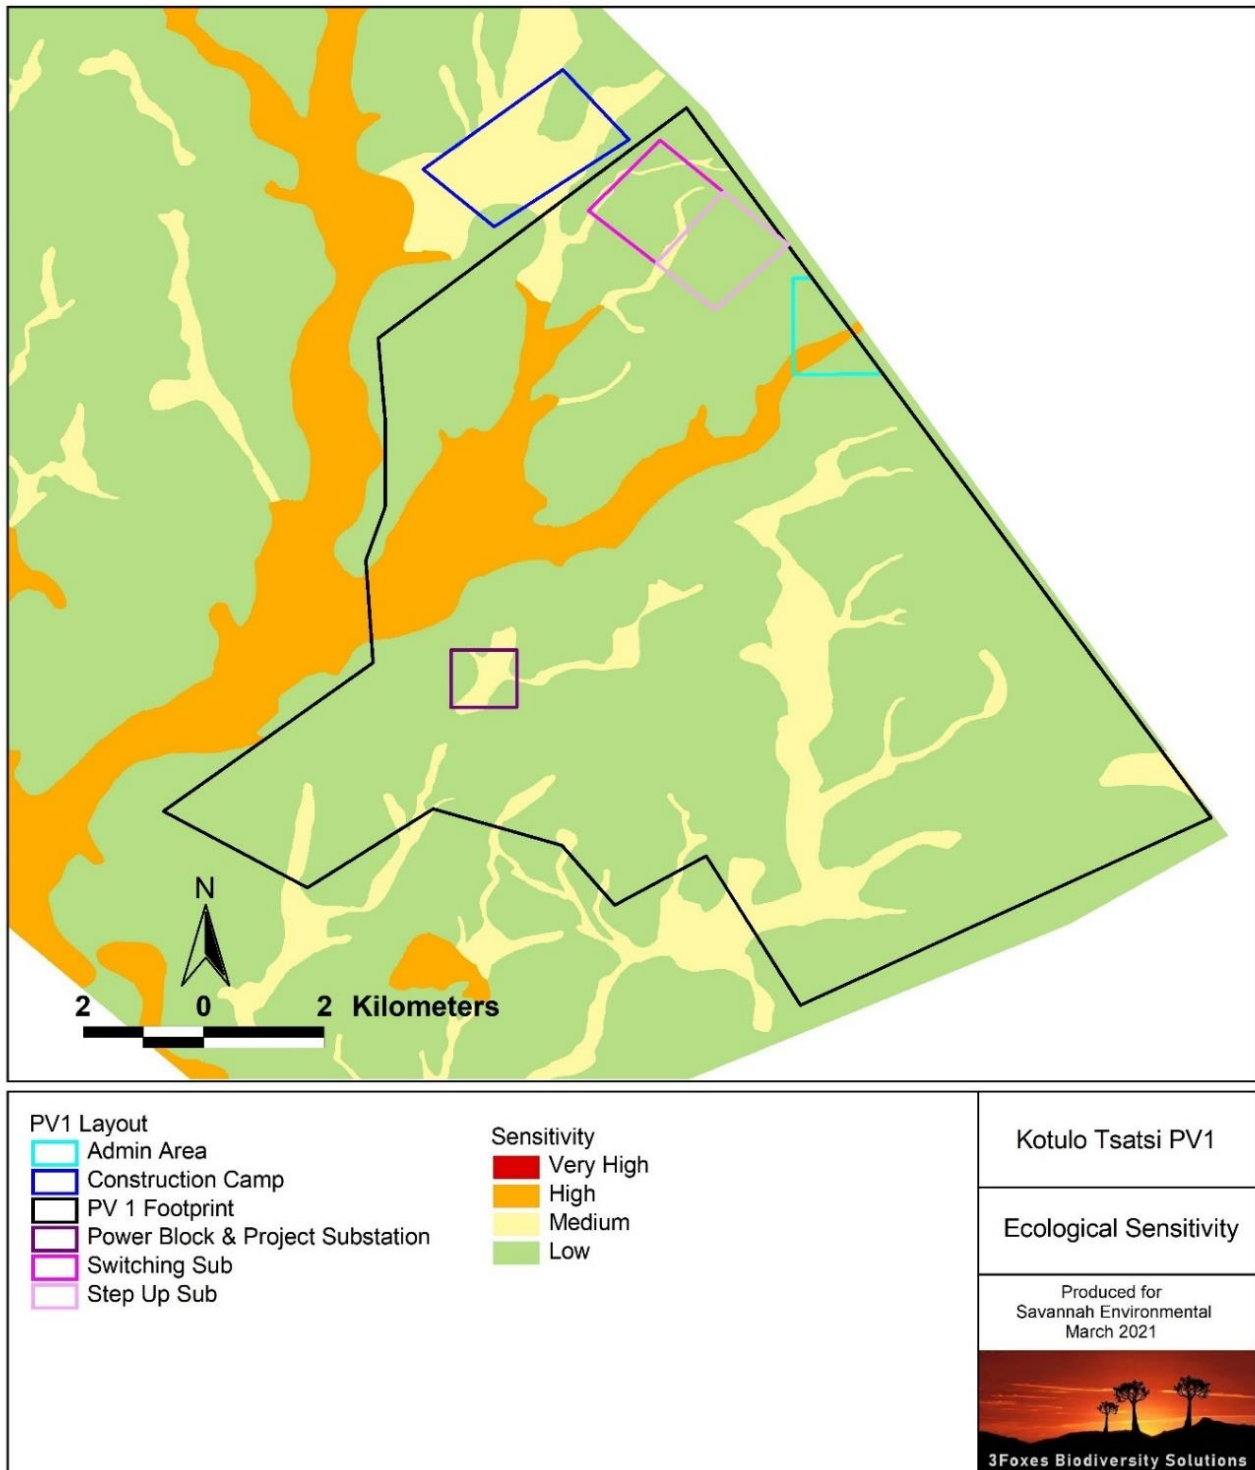 N
2 0 2 Kilometers
PV1 Layout
Admin Area
Construction Camp
PV 1 Footprint
Power Block & Project Substation
Switching Sub
Step Up Sub
Sensitivity
Very High
High
Medium
Low
Kotulo Tsatsi PV1
Ecological Sensitivity
Produced for
Savannah Environmental
March 2021
3Foxes Biodiversity Solutions